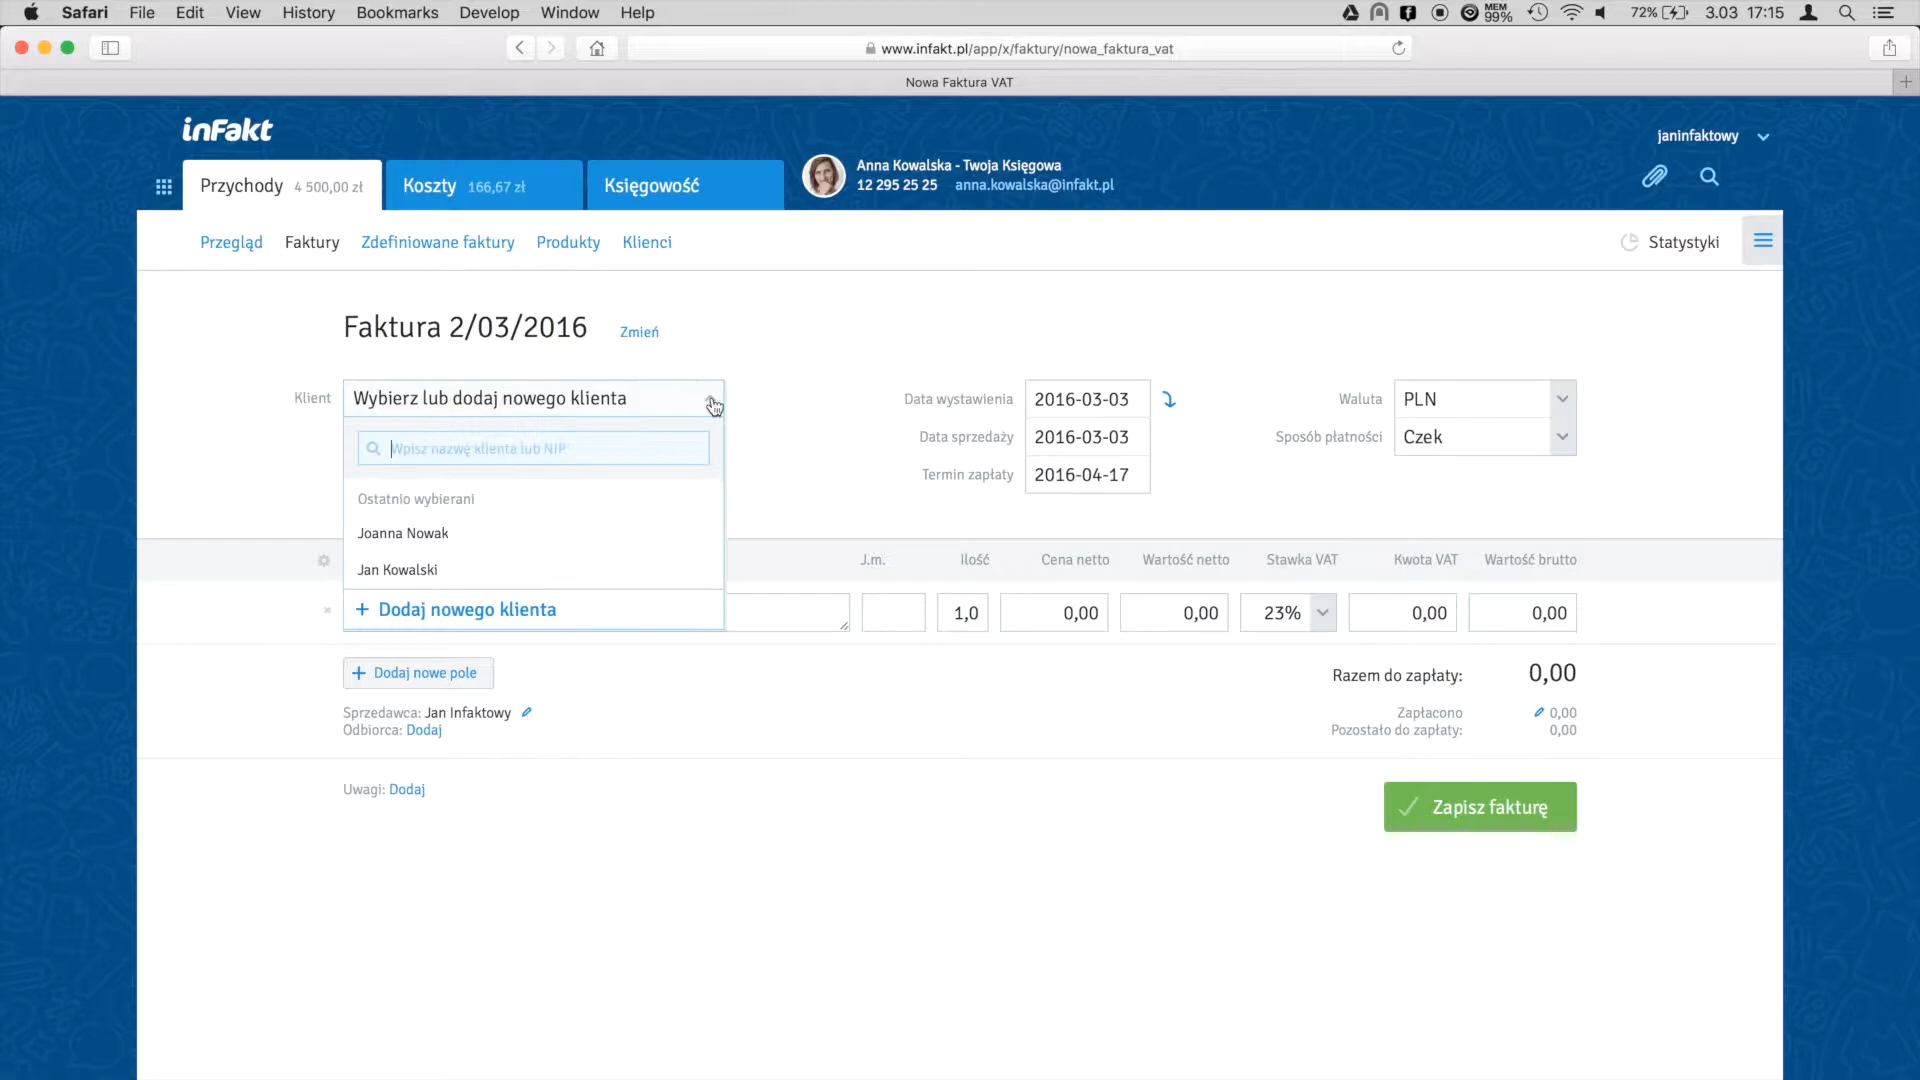 Safari File Edit View History Bookmarks Develop Window Help MEM 99% 72% 3.03 17:15
www.infakt.pl/app/x/faktury/nowa_faktura_vat
Nowa Faktura VAT
inFakt
janinfaktowy
Przychody 4 500,00 zł Koszty 166,67 zł Księgowość
Anna Kowalska - Twoja Księgowa
12 295 25 25 anna.kowalska@infakt.pl
Przegląd Faktury Zdefiniowane faktury Produkty Klienci Statystyki
Faktura 2/03/2016 Zmień
Klient Wybierz lub dodaj nowego klienta Data wystawienia 2016-03-03 Waluta PLN
Data sprzedaży 2016-03-03 Sposób płatności Czek
Wpisz nazwę klienta lub NIP
Termin zapłaty 2016-04-17
Ostatnio wybierani
Joanna Nowak
J.m. Ilość Cena netto Wartość netto Stawka VAT Kwota VAT Wartość brutto
Jan Kowalski
+ Dodaj nowego klienta 1,0 0,00 0,00 23% 0,00 0,00
+ Dodaj nowe pole Razem do zapłaty: 0,00
Sprzedawca: Jan Infaktowy Zapłacono 0,00
Odbiorca: Dodaj Pozostało do zapłaty: 0,00
Uwagi: Dodaj
Zapisz fakturę